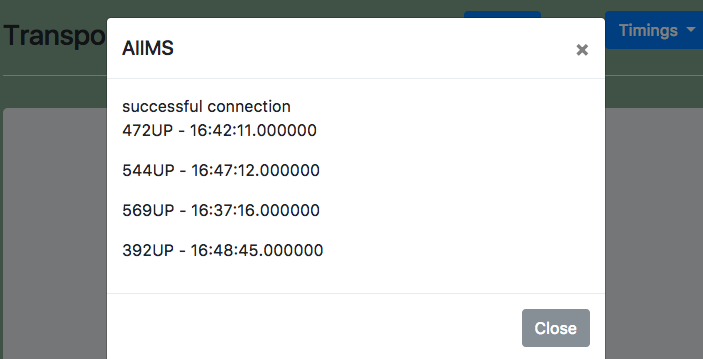 Transpo
Timings
AIIMS
×
successful connection
472UP - 16:42:11.000000
544UP - 16:47:12.000000
569UP - 16:37:16.000000
392UP - 16:48:45.000000
Close